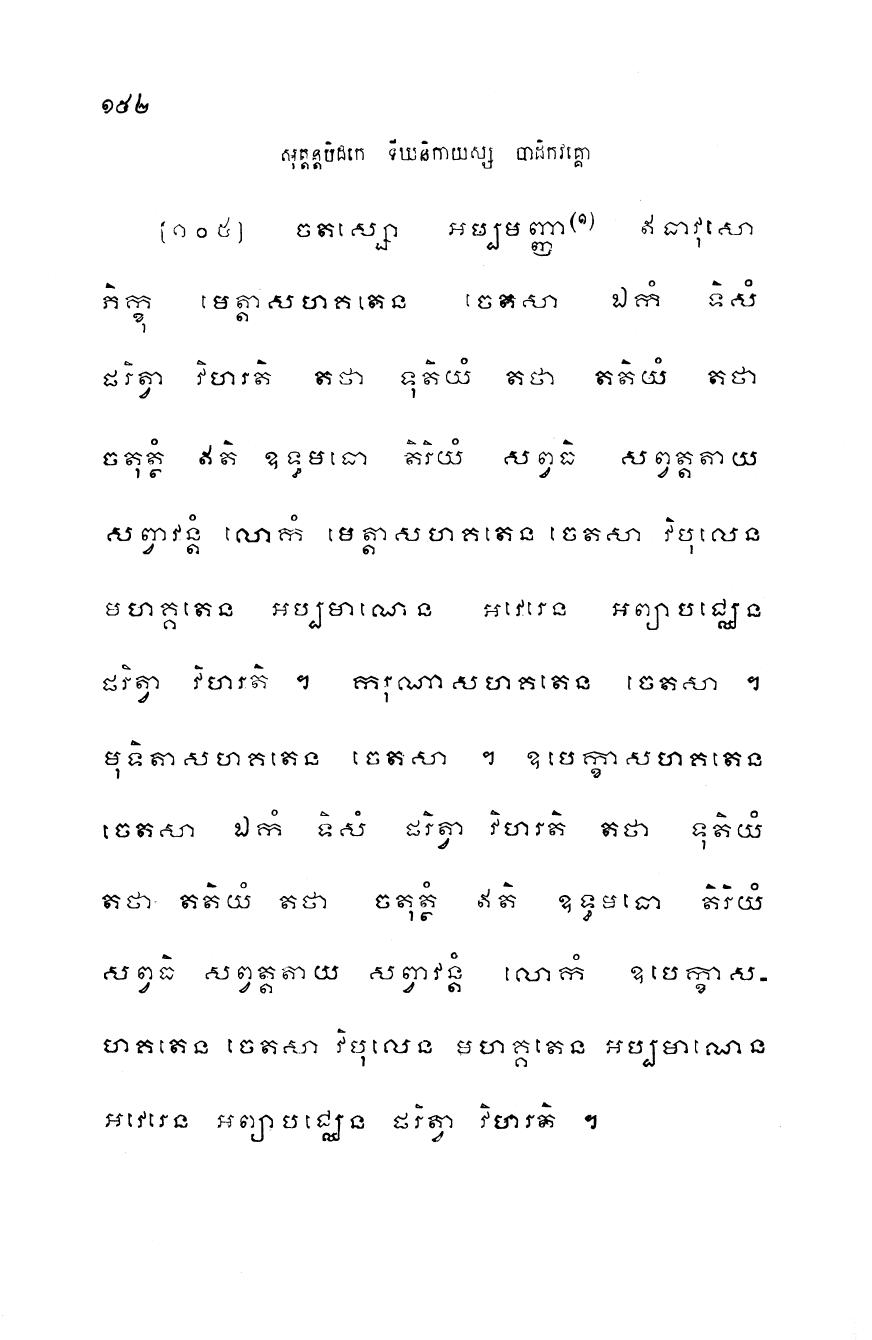 ១៥២
សុត្តន្តបិដកេ ទីឃនិកាយស្ស បាដិកវគ្គោ
[១០៥] ចតស្សោ អប្បមញ្ញា(១) ឥធាវុសោ
ភិក្ខុ មេត្តាសហគតេន ចេតសា ឯកំ ទិសំ
ផរិត្វា វិហរតិ តថា ទុតិយំ តថា តតិយំ តថា
ចតុត្ថំ ឥតិ ឧទ្ធមធោ តិរិយំ សព្វធិ សព្វត្តតាយ
សព្វាវន្តំ លោកំ មេត្តាសហគតេន ចេតសា វិបុលេន
មហគ្គតេន អប្បមាណេន អវេរេន អព្យាបជ្ឈេន
ផរិត្វា វិហរតិ ។ ករុណាសហគតេន ចេតសា ។
មុទិតាសហគតេន ចេតសា ។ ឧបេក្ខាសហគតេន
ចេតសា ឯកំ ទិសំ ផរិត្វា វិហរតិ តថា ទុតិយំ
តថា តតិយំ តថា ចតុត្ថំ ឥតិ ឧទ្ធមធោ តិរិយំ
សព្វធិ សព្វត្តតាយ សព្វាវន្តំ លោកំ ឧបេក្ខាស-
ហគតេន ចេតសា វិបុលេន មហគ្គតេន អប្បមាណេន
អវេរេន អព្យាបជ្ឈេន ផរិត្វា វិហរតិ ។